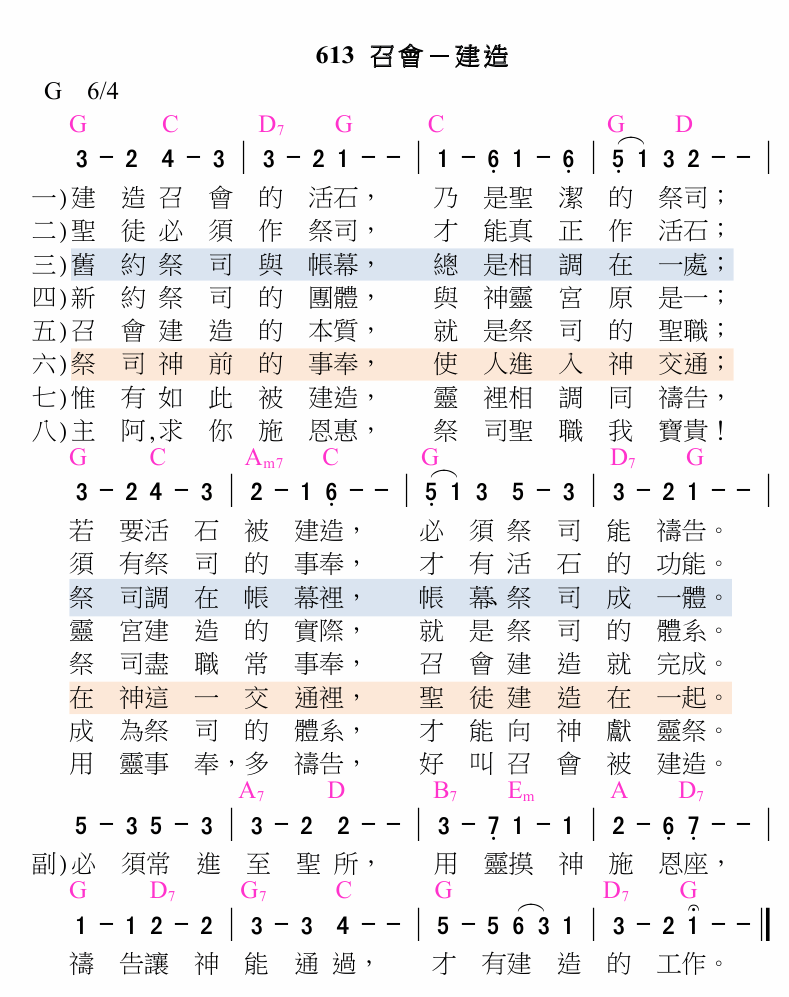 613 召會－建造
G 6/4
G C D7 G C G D
3 - 2 4 - 3 | 3 - 2 1 - - | 1 - 6̣ 1 - 6̣ | 5̣ 1 3 2 - - |
一)建造召會的活石，乃是聖潔的祭司；
二)聖徒必須作祭司，才能真正作活石；
三)舊約祭司與帳幕，總是相調在一處；
四)新約祭司的團體，與神靈宮原是一；
五)召會建造的本質，就是祭司的聖職；
六)祭司神前的事奉，使人進入神交通；
七)惟有如此被建造，靈裡相調同禱告，
八)主阿,求你施恩惠，祭司聖職我寶貴！
G C Am7 C G D7 G
3 - 2 4 - 3 | 2 - 1 6̣ - - | 5̣ 1 3 5 - 3 | 3 - 2 1 - - |
若要活石被建造，必須祭司能禱告。
須有祭司的事奉，才有活石的功能。
祭司調在帳幕裡，帳幕、祭司成一體。
靈宮建造的實際，就是祭司的體系。
祭司盡職常事奉，召會建造就完成。
在神這一交通裡，聖徒建造在一起。
成為祭司的體系，才能向神獻靈祭。
用靈事奉，多禱告，好叫召會被建造。
A7 D B7 Em A D7
5 - 3 5 - 3 | 3 - 2 2 - - | 3 - 7̣ 1 - 1 | 2 - 6̣ 7̣ - - |
副)必須常進至聖所，用靈摸神施恩座，
G D7 G7 C G D7 G
1 - 1 2 - 2 | 3 - 3 4 - - | 5 - 5 6 3 1 | 3 - 2 1 - - ‖
禱告讓神能通過，才有建造的工作。